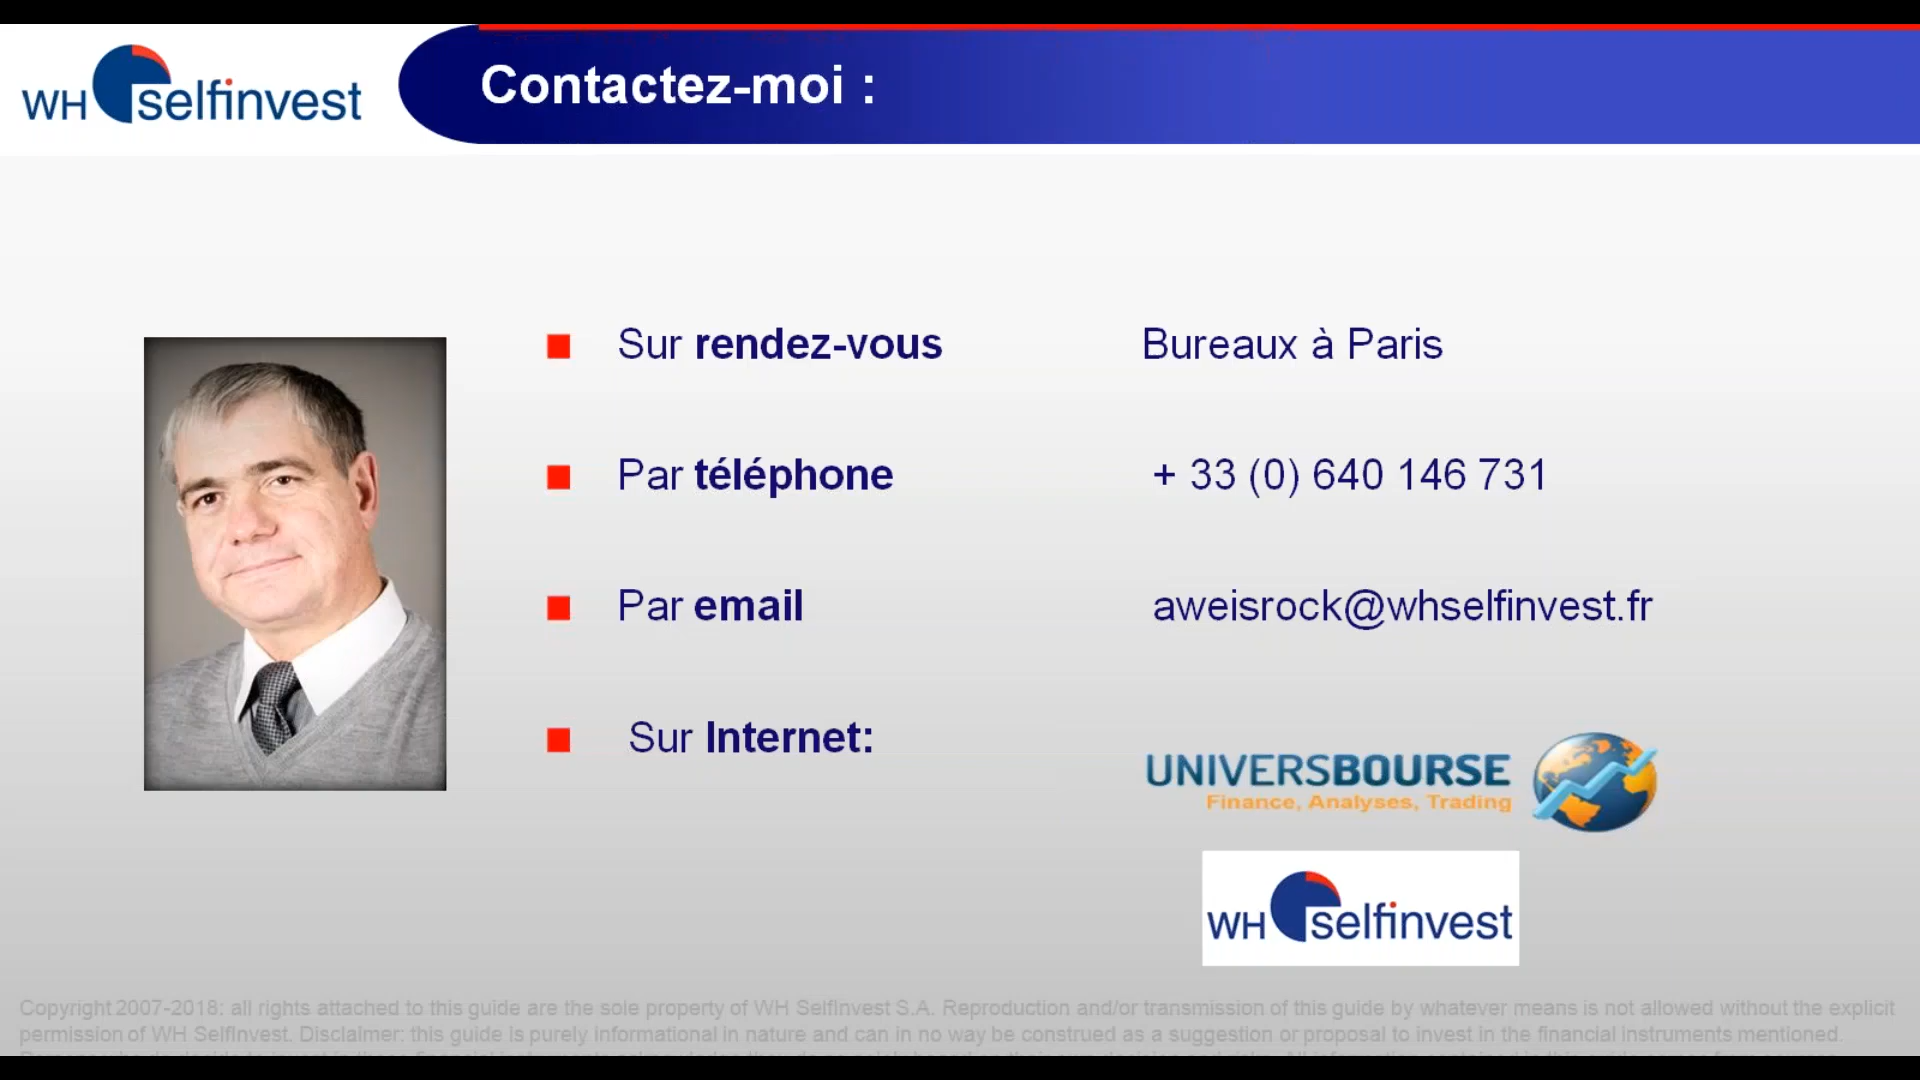 WH selfinvest
Contactez-moi :
Sur rendez-vous Bureaux à Paris
Par téléphone + 33 (0) 640 146 731
Par email aweisrock@whselfinvest.fr
Sur Internet:
UNIVERSBOURSE
Finance, Analyses, Trading
WH selfinvest
Copyright 2007-2018: all rights attached to this guide are the sole property of WH SelfInvest S.A. Reproduction and/or transmission of this guide by whatever means is not allowed without the explicit
permission of WH SelfInvest. Disclaimer: this guide is purely informational in nature and can in no way be construed as a suggestion or proposal to invest in the financial instruments mentioned.